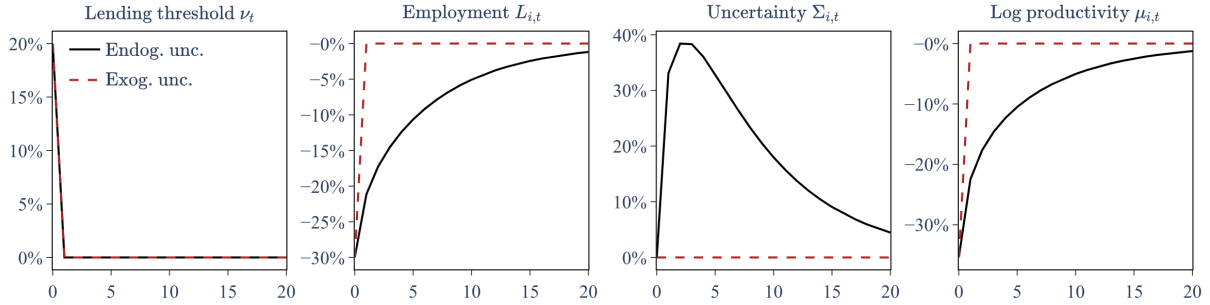 Lending threshold νt
20%
15%
10%
5%
0%
Endog. unc.
Exog. unc.
0 5 10 15 20
Employment Li,t
−0%
−5%
−10%
−15%
−20%
−25%
−30%
0 5 10 15 20
Uncertainty Σi,t
40%
30%
20%
10%
0%
0 5 10 15 20
Log productivity μi,t
−0%
−10%
−20%
−30%
0 5 10 15 20